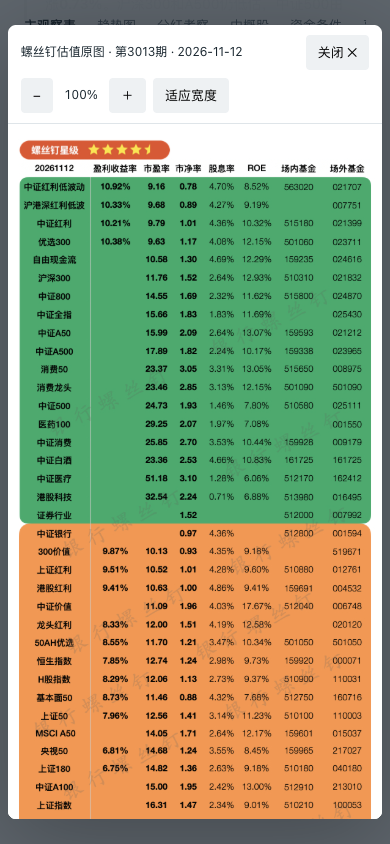 螺丝钉估值原图 · 第3013期 · 2026-11-12
关闭 ✕
− 100% + 适应宽度
螺丝钉星级
20261112 盈利收益率 市盈率 市净率 股息率 ROE 场内基金 场外基金
中证红利低波动 10.92% 9.16 0.78 4.70% 8.52% 563020 021707
沪港深红利低波 10.33% 9.68 0.89 4.27% 9.19% 007751
中证红利 10.21% 9.79 1.01 4.36% 10.32% 515180 021399
优选300 10.38% 9.63 1.17 4.08% 12.15% 501060 023711
自由现金流 10.58 1.30 4.69% 12.29% 159235 024616
沪深300 11.76 1.52 2.64% 12.93% 510310 021832
中证800 14.55 1.69 2.32% 11.62% 515800 024870
中证全指 15.66 1.83 1.83% 11.69% 025430
中证A50 15.99 2.09 2.64% 13.07% 159593 021212
中证A500 17.89 1.82 2.24% 10.17% 159338 023965
消费50 23.37 3.05 3.31% 13.05% 515650 008975
消费龙头 23.46 2.85 3.13% 12.15% 501090 501090
中证500 24.73 1.93 1.46% 7.80% 510580 025111
医药100 29.25 2.07 1.97% 7.08% 001550
中证消费 25.85 2.70 3.53% 10.44% 159928 009179
中证白酒 23.36 2.53 4.66% 10.83% 161725 161725
中证医疗 51.18 3.10 1.28% 6.06% 512170 162412
港股科技 32.54 2.24 0.71% 6.88% 513980 016495
证券行业 1.52 512000 007992
中证银行 0.97 4.36% 512800 001594
300价值 9.87% 10.13 0.93 4.35% 9.18% 519671
上证红利 9.51% 10.52 1.01 4.28% 9.60% 510880 012761
港股红利 9.41% 10.63 1.00 4.86% 9.41% 159691 004532
中证价值 11.09 1.96 4.03% 17.67% 512040 006748
龙头红利 8.33% 12.00 1.51 4.19% 12.58% 020120
50AH优选 8.55% 11.70 1.21 3.47% 10.34% 501050 501050
恒生指数 7.85% 12.74 1.24 2.98% 9.73% 159920 000071
H股指数 8.29% 12.06 1.13 2.73% 9.37% 510900 110031
基本面50 8.73% 11.46 0.88 4.32% 7.68% 512750 160716
上证50 7.96% 12.56 1.41 3.14% 11.23% 510100 110003
MSCI A50 14.05 1.71 2.64% 12.17% 159601 015037
央视50 6.81% 14.68 1.24 3.55% 8.45% 159965 217027
上证180 6.75% 14.82 1.36 2.63% 9.18% 510180 040180
中证A100 15.00 1.95 2.42% 13.00% 512910 213010
上证指数 16.31 1.47 2.34% 9.01% 510210 100053